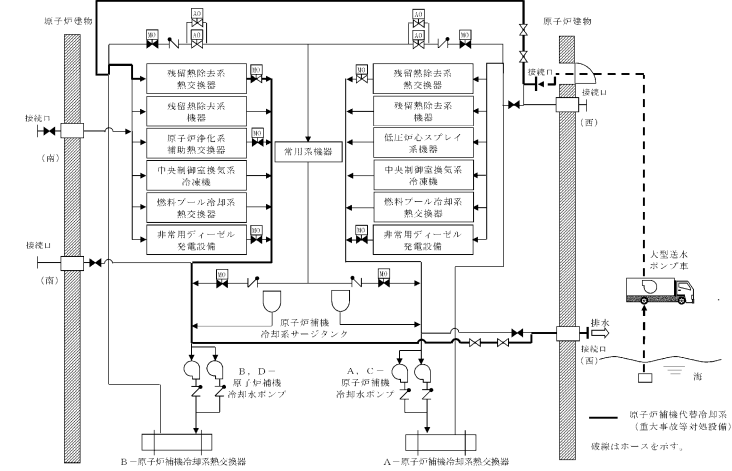 原子炉建物
原子炉建物
AO
AO
AO
AO
MO
MO
接続口
接続口
(西)
接続口
(南)
接続口
(南)
残留熱除去系
熱交換器
MO
残留熱除去系
機器
原子炉浄化系
補助熱交換器
MO
中央制御室換気系
冷凍機
燃料プール冷却系
熱交換器
非常用ディーゼル
発電設備
MO
常用系機器
MO
残留熱除去系
熱交換器
残留熱除去系
機器
低圧炉心スプレイ
系機器
中央制御室換気系
冷凍機
燃料プール冷却系
熱交換器
MO
非常用ディーゼル
発電設備
MO
MO
原子炉補機
冷却系サージタンク
大型送水
ポンプ車
排水
接続口
(西)
海
B，D－
原子炉補機
冷却水ポンプ
A，C－
原子炉補機
冷却水ポンプ
B－原子炉補機冷却系熱交換器
A－原子炉補機冷却系熱交換器
原子炉補機代替冷却系
(重大事故等対処設備)
破線はホースを示す。